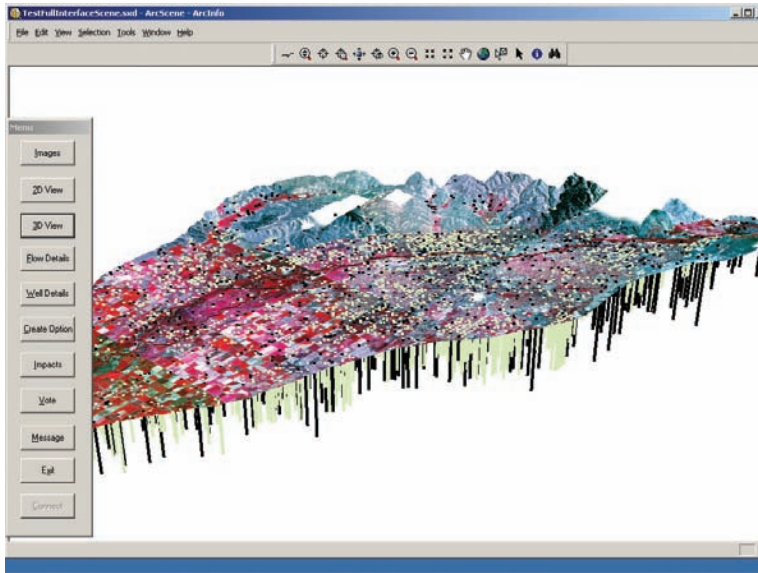 TestFullInterfaceScene.sxd - ArcScene - ArcInfo
File Edit View Selection Tools Window Help
Menu
Images
2D View
3D View
Flow Details
Well Details
Create Option
Impacts
Vote
Message
Exit
Connect